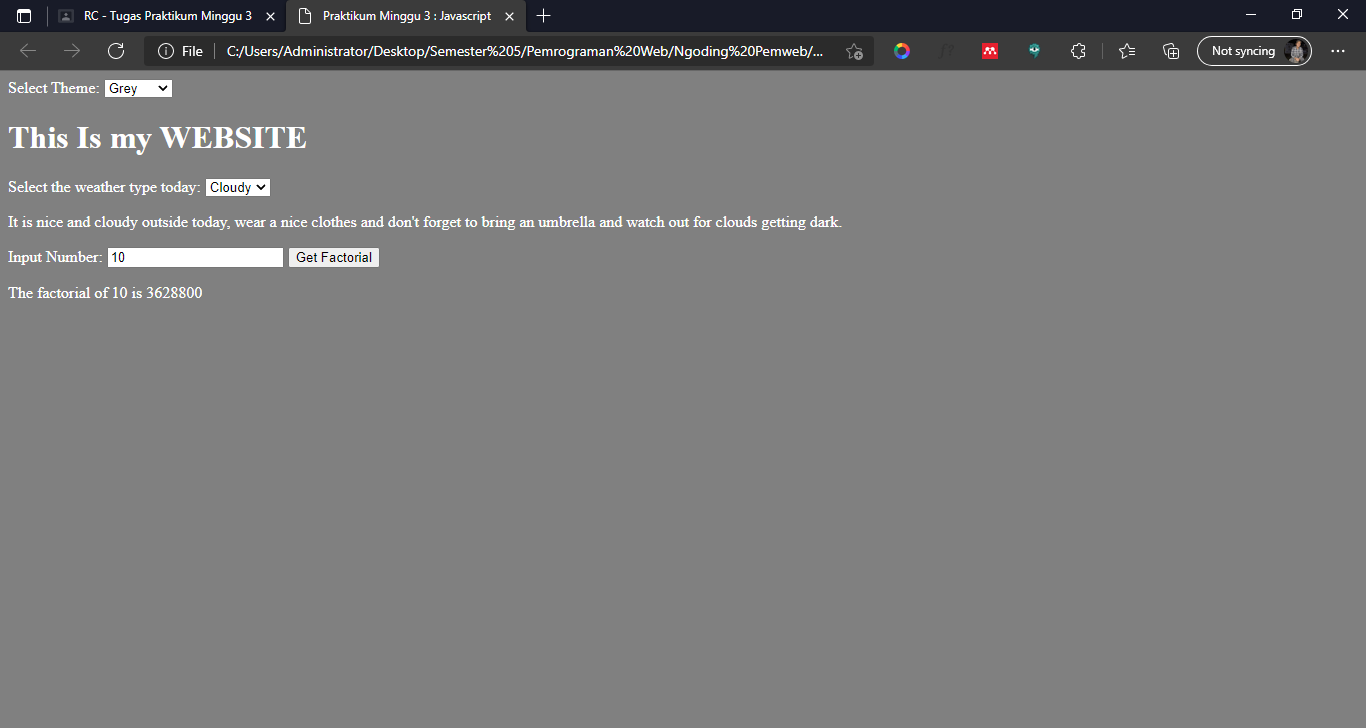 RC - Tugas Praktikum Minggu 3
Praktikum Minggu 3 : Javascript
File
C:/Users/Administrator/Desktop/Semester%205/Pemrograman%20Web/Ngoding%20Pemweb/...
Not syncing
Select Theme: Grey
This Is my WEBSITE
Select the weather type today: Cloudy
It is nice and cloudy outside today, wear a nice clothes and don't forget to bring an umbrella and watch out for clouds getting dark.
Input Number: 10 Get Factorial
The factorial of 10 is 3628800